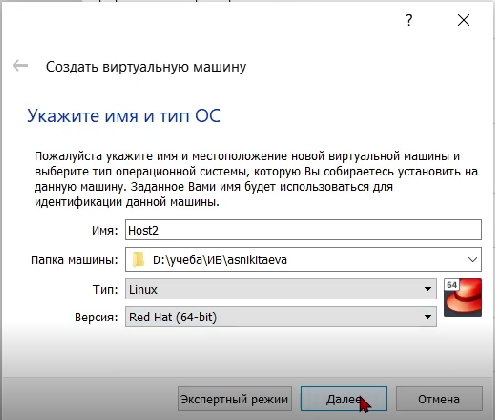 ?
Создать виртуальную машину
Укажите имя и тип ОС
Пожалуйста укажите имя и местоположение новой виртуальной машины и
выберите тип операционной системы, которую Вы собираетесь установить на
данную машину. Заданное Вами имя будет использоваться для
идентификации данной машины.
Имя: Host2
Папка машины: D:\учеба\ИЕ\asnikitaeva
Тип: Linux
64
Версия: Red Hat (64-bit)
Экспертный режим Далее Отмена